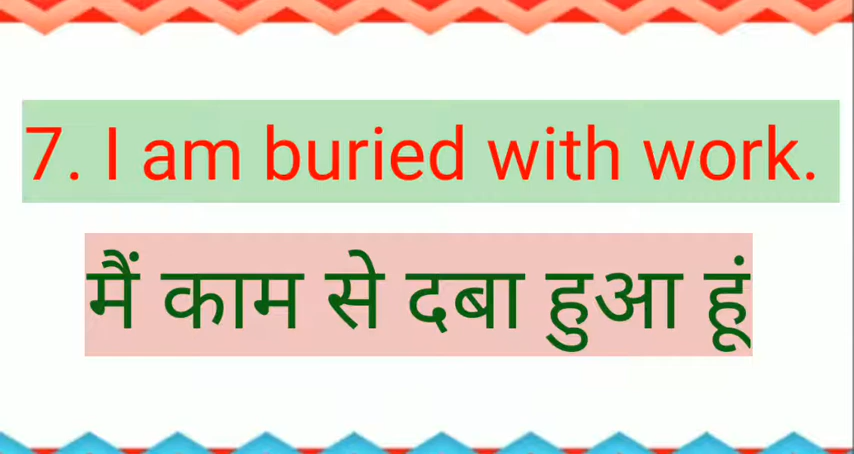 7. I am buried with work.
मैं काम से दबा हुआ हूं